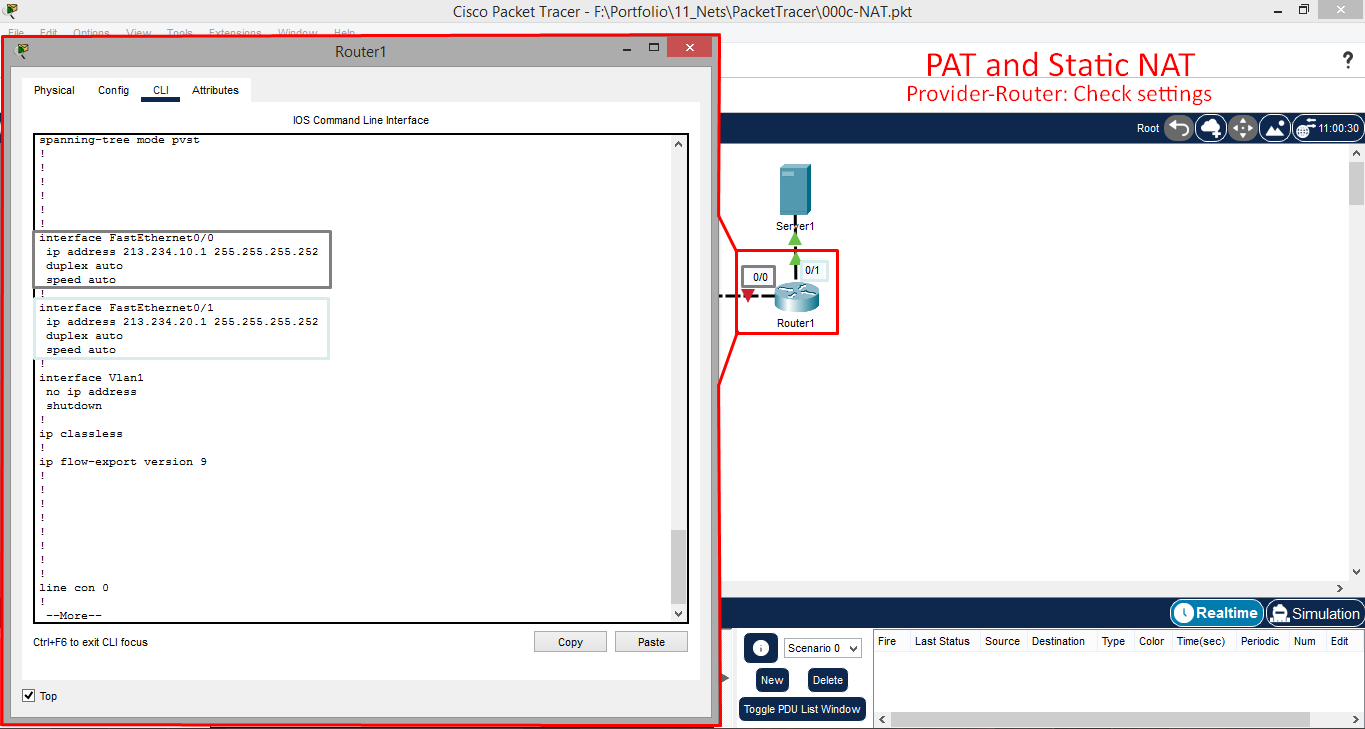 Cisco Packet Tracer - F:\Portfolio\11_Nets\PacketTracer\000c-NAT.pkt
File Edit Options View Tools Extensions Window Help
Router1
PAT and Static NAT
Provider-Router: Check settings
?
Physical Config CLI Attributes
IOS Command Line Interface
Root 11:00:30
spanning-tree mode pvst
!
!
!
!
!
!
interface FastEthernet0/0
ip address 213.234.10.1 255.255.255.252
duplex auto
speed auto
!
interface FastEthernet0/1
ip address 213.234.20.1 255.255.255.252
duplex auto
speed auto
!
interface Vlan1
no ip address
shutdown
!
ip classless
!
ip flow-export version 9
!
!
!
!
!
!
!
!
line con 0
!
--More--
Ctrl+F6 to exit CLI focus
Copy Paste
Top
Server1
0/0 0/1
Router1
Realtime Simulation
Scenario 0
New Delete
Toggle PDU List Window
Fire Last Status Source Destination Type Color Time(sec) Periodic Num Edit